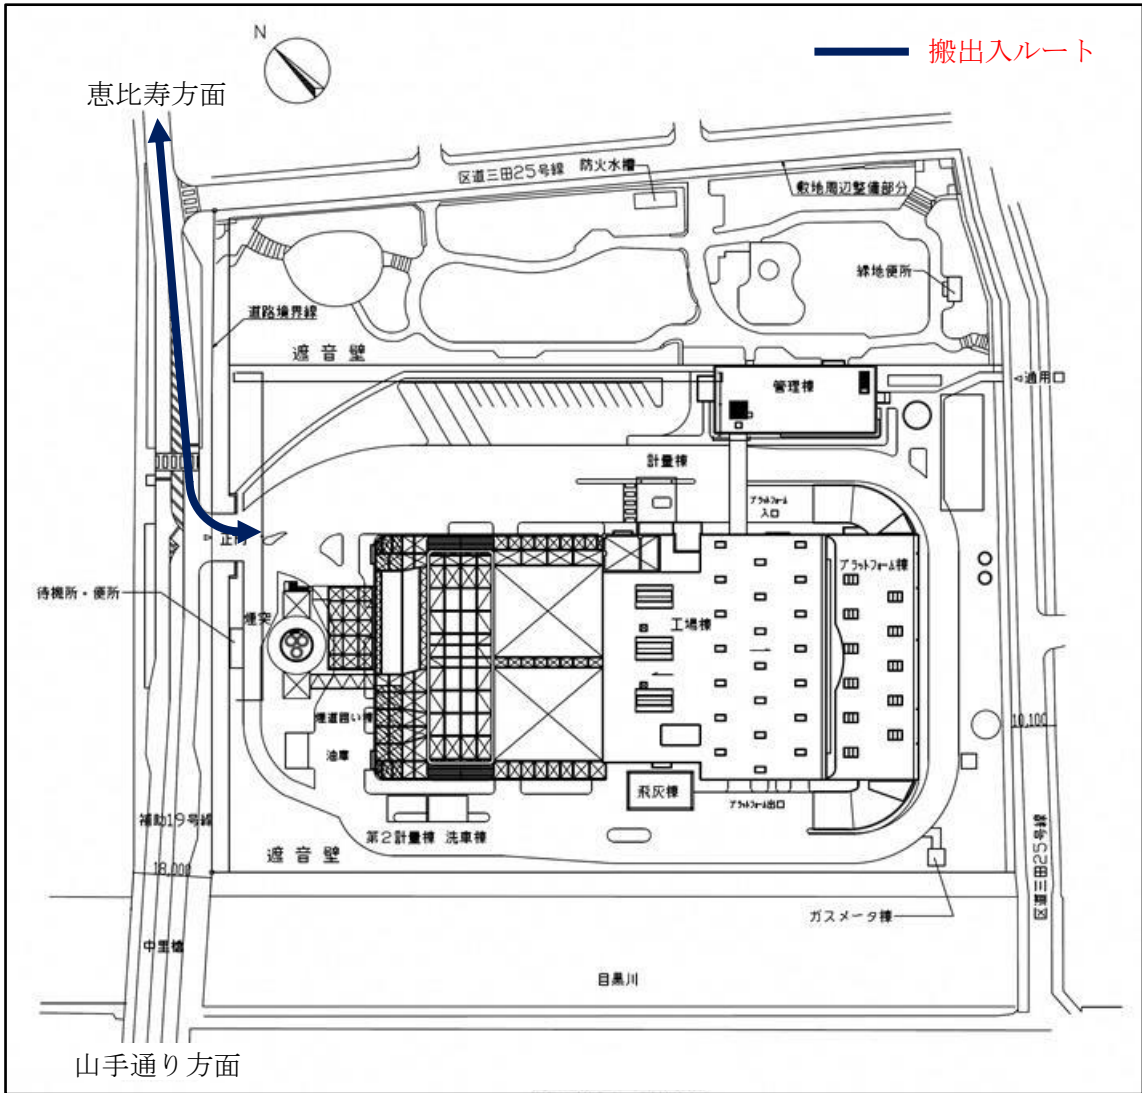 N
搬出入ルート
恵比寿方面
区道三田25号線
防火水槽
敷地周辺整備部分
緑地便所
道路境界線
遮音壁
管理棟
◁通用口
計量棟
プラットフォーム
入口
▷正門
プラットフォーム棟
待機所・便所
煙突
工場棟
煙道囲い棟
油庫
10,100
飛灰棟
プラットフォーム出口
補助19号線
第2計量棟
洗車棟
遮音壁
18,000
区道三田25号線
ガスメータ棟
中里橋
目黒川
山手通り方面